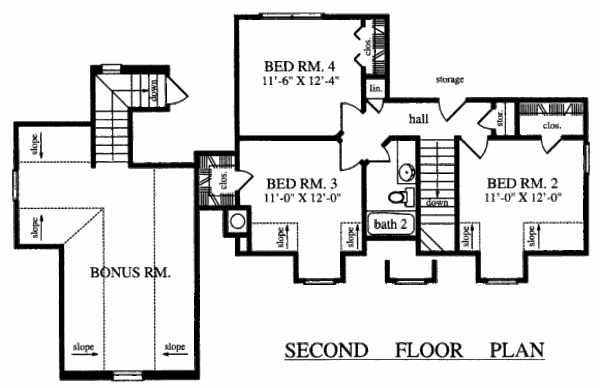 BED RM. 4
11'-6" X 12'-4"
clos.
lin.
storage
down
hall
stor.
clos.
slope
clos.
BED RM. 3
11'-0" X 12'-0"
BED RM. 2
11'-0" X 12'-0"
down
slope
slope
slope
bath 2
slope
slope
slope
BONUS RM.
slope
slope
SECOND FLOOR PLAN